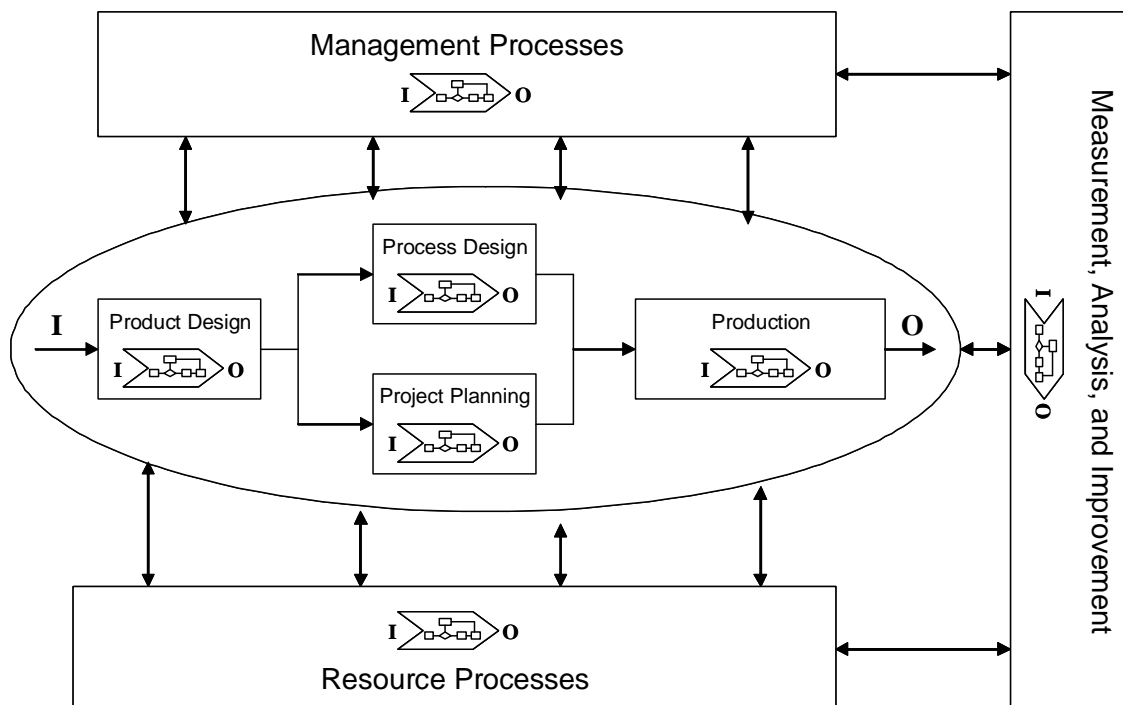 Management Processes
I O
Process Design
I O
I
Product Design
I O
Production
I O
O
Project Planning
I O
I O
Resource Processes
Measurement, Analysis, and Improvement
I O